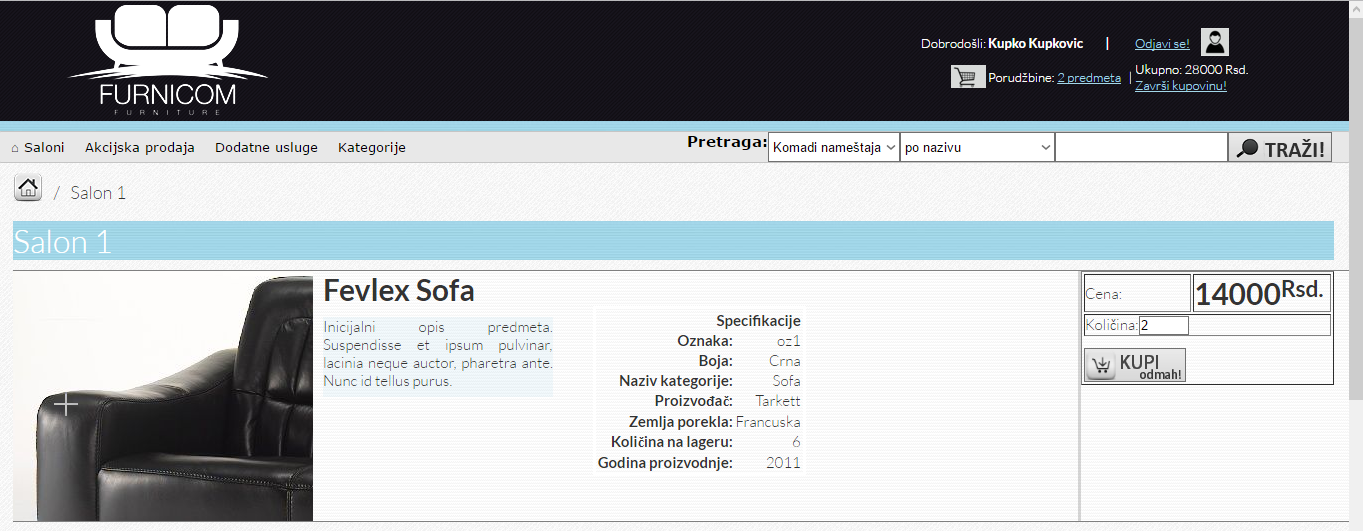 FURNICOM
FURNITURE
Dobrodošli: Kupko Kupkovic | Odjavi se!
Porudžbine: 2 predmeta | Ukupno: 28000 Rsd.
Završi kupovinu!
Saloni Akcijska prodaja Dodatne usluge Kategorije Pretraga: Komadi nameštaja po nazivu TRAŽI!
/ Salon 1
Salon 1
Fevlex Sofa
Inicijalni opis predmeta.
Suspendisse et ipsum pulvinar,
lacinia neque auctor, pharetra ante.
Nunc id tellus purus.
Specifikacije
Oznaka: oz1
Boja: Crna
Naziv kategorije: Sofa
Proizvođač: Tarkett
Zemlja porekla: Francuska
Količina na lageru: 6
Godina proizvodnje: 2011
Cena: 14000Rsd.
Količina: 2
KUPI
odmah!